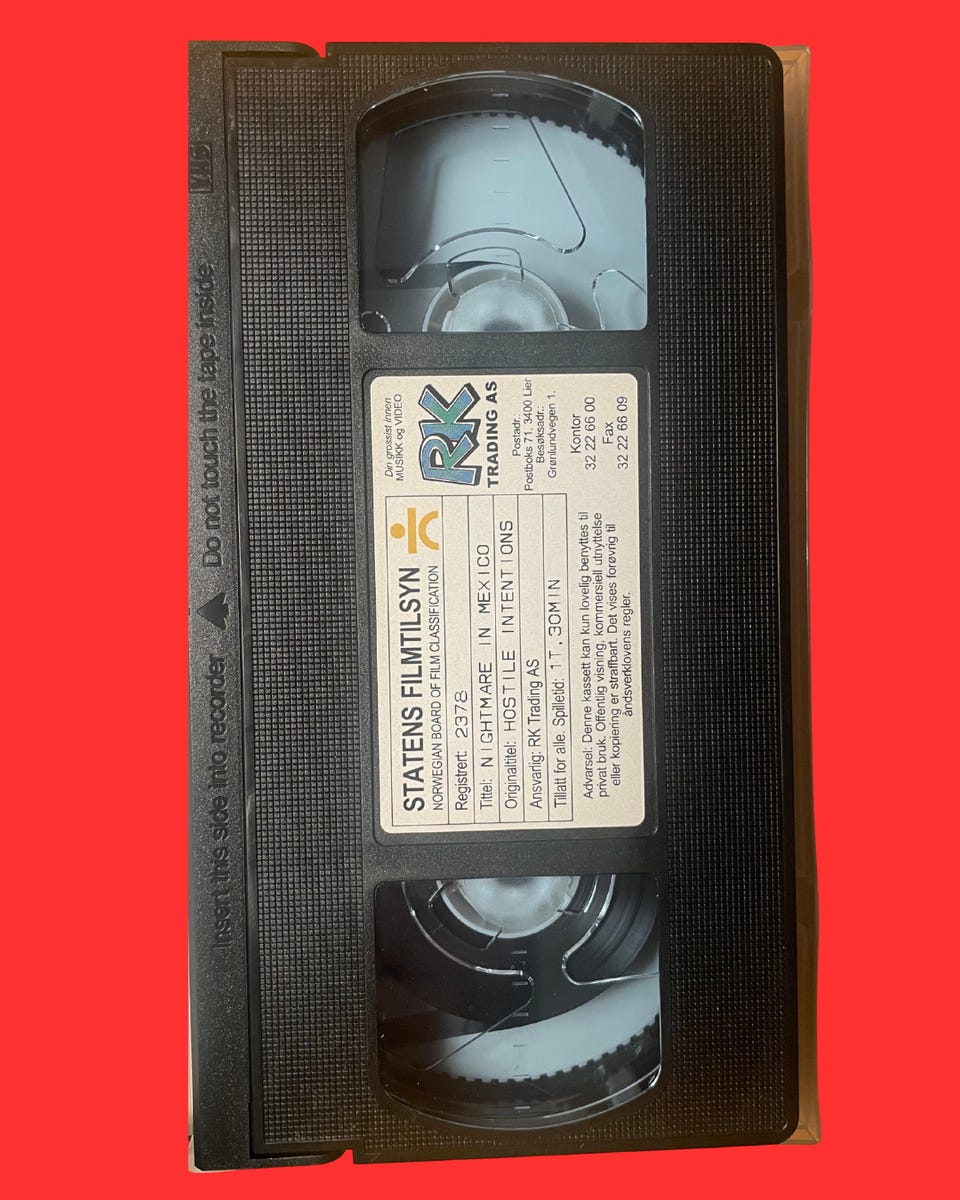 VHS
Insert this side into recorder ▲ Do not touch the tape inside
STATENS FILMTILSYN
NORWEGIAN BOARD OF FILM CLASSIFICATION
Registrert: 2378
Tittel: NIGHTMARE IN MEXICO
Originaltittel: HOSTILE INTENTIONS
Ansvarlig: RK Trading AS
Tillatt for alle. Spilletid: 1T,30MIN
Advarsel: Denne kassett kan kun lovelig benyttes til
privat bruk. Offentlig visning, kommersiell utnyttelse
eller kopiering er straffbart. Det vises forøvrig til
åndsverklovens regler.
Din grossist innen
MUSIKK og VIDEO
RK
TRADING AS
Postadr.:
Postboks 71, 3400 Lier
Besøksadr.:
Grønlundvegen 1.
Kontor
32 22 66 00
Fax
32 22 66 09